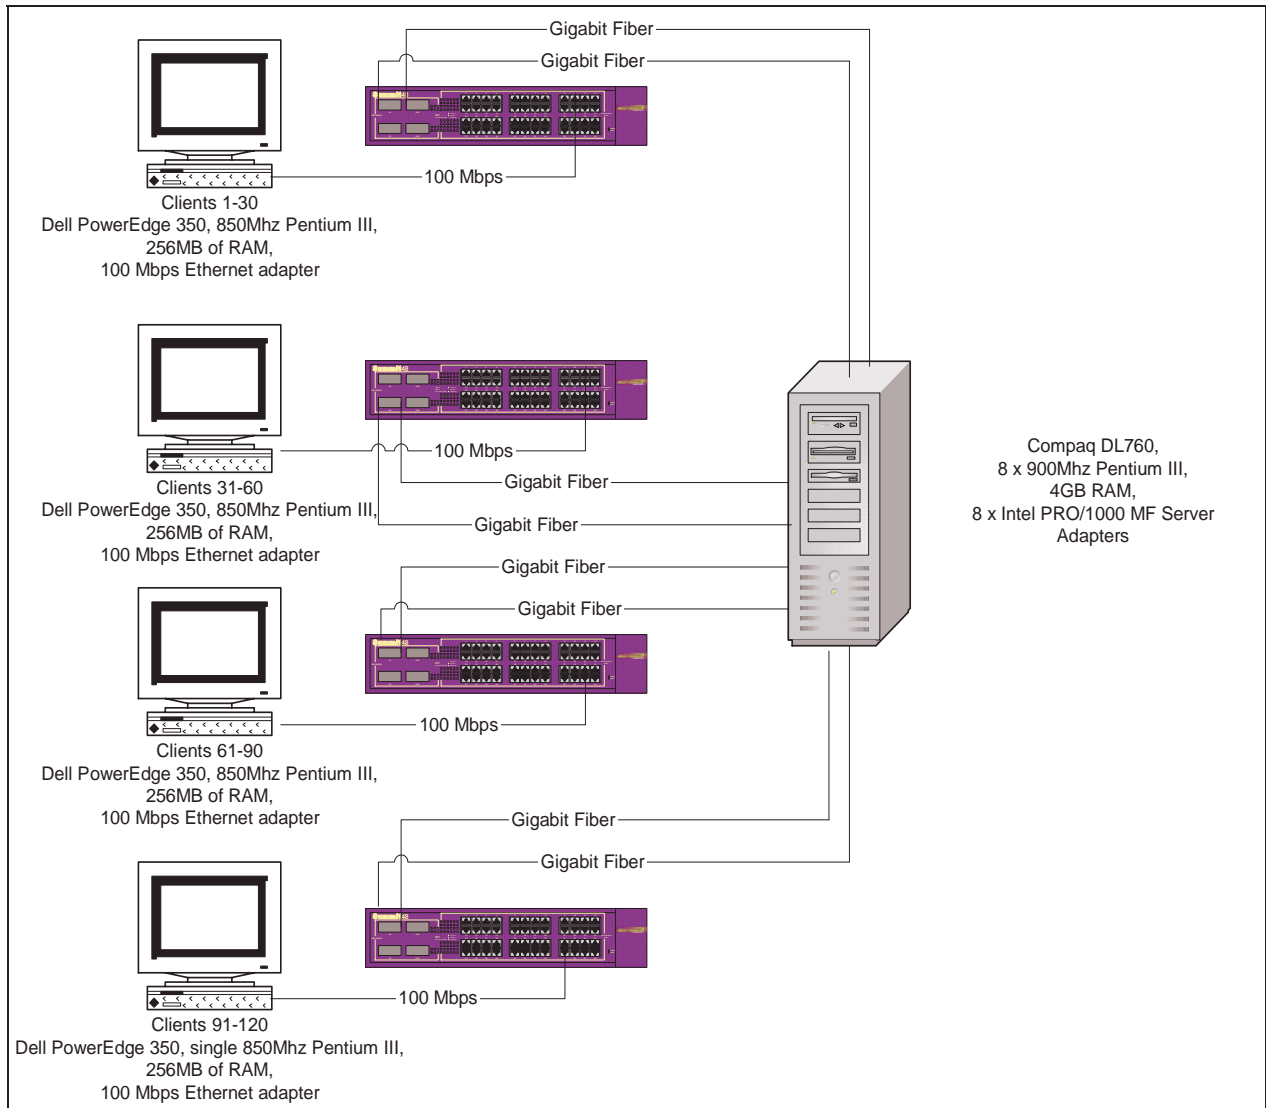 Gigabit Fiber
Gigabit Fiber
100 Mbps
Clients 1-30
Dell PowerEdge 350, 850Mhz Pentium III,
256MB of RAM,
100 Mbps Ethernet adapter
100 Mbps
Gigabit Fiber
Clients 31-60
Dell PowerEdge 350, 850Mhz Pentium III,
256MB of RAM,
100 Mbps Ethernet adapter
Gigabit Fiber
Compaq DL760,
8 x 900Mhz Pentium III,
4GB RAM,
8 x Intel PRO/1000 MF Server
Adapters
Gigabit Fiber
Gigabit Fiber
100 Mbps
Clients 61-90
Dell PowerEdge 350, 850Mhz Pentium III,
256MB of RAM,
100 Mbps Ethernet adapter
Gigabit Fiber
Gigabit Fiber
100 Mbps
Clients 91-120
Dell PowerEdge 350, single 850Mhz Pentium III,
256MB of RAM,
100 Mbps Ethernet adapter